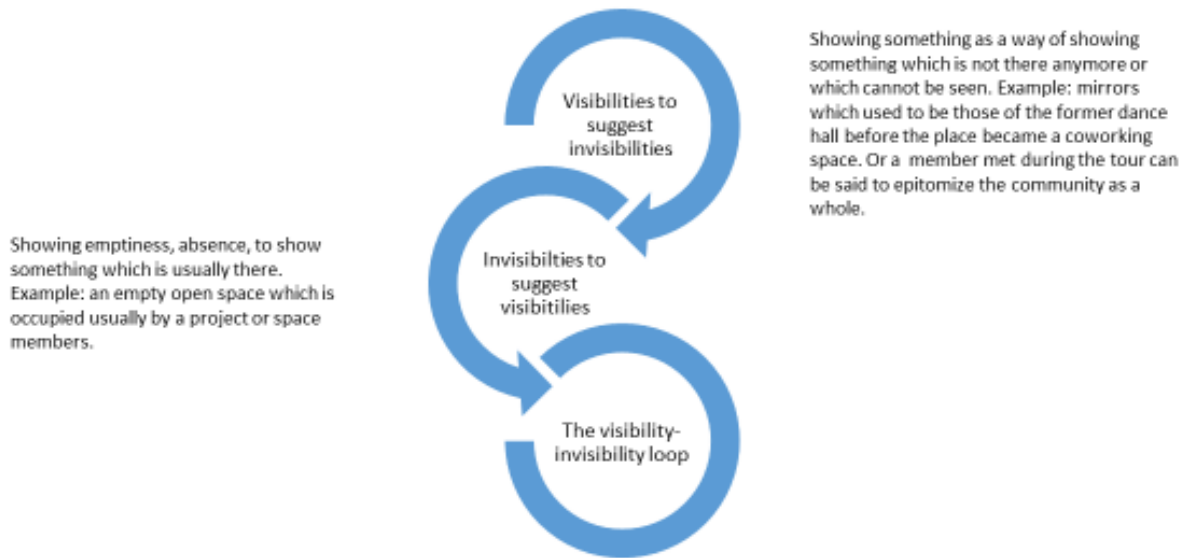 Visibilities to
suggest
invisibilities
Showing something as a way of showing
something which is not there anymore or
which cannot be seen. Example: mirrors
which used to be those of the former dance
hall before the place became a coworking
space. Or a member met during the tour can
be said to epitomize the community as a
whole.
Showing emptiness, absence, to show
something which is usually there.
Example: an empty open space which is
occupied usually by a project or space
members.
Invisibilties to
suggest
visibitilies
The visibility-
invisibility loop